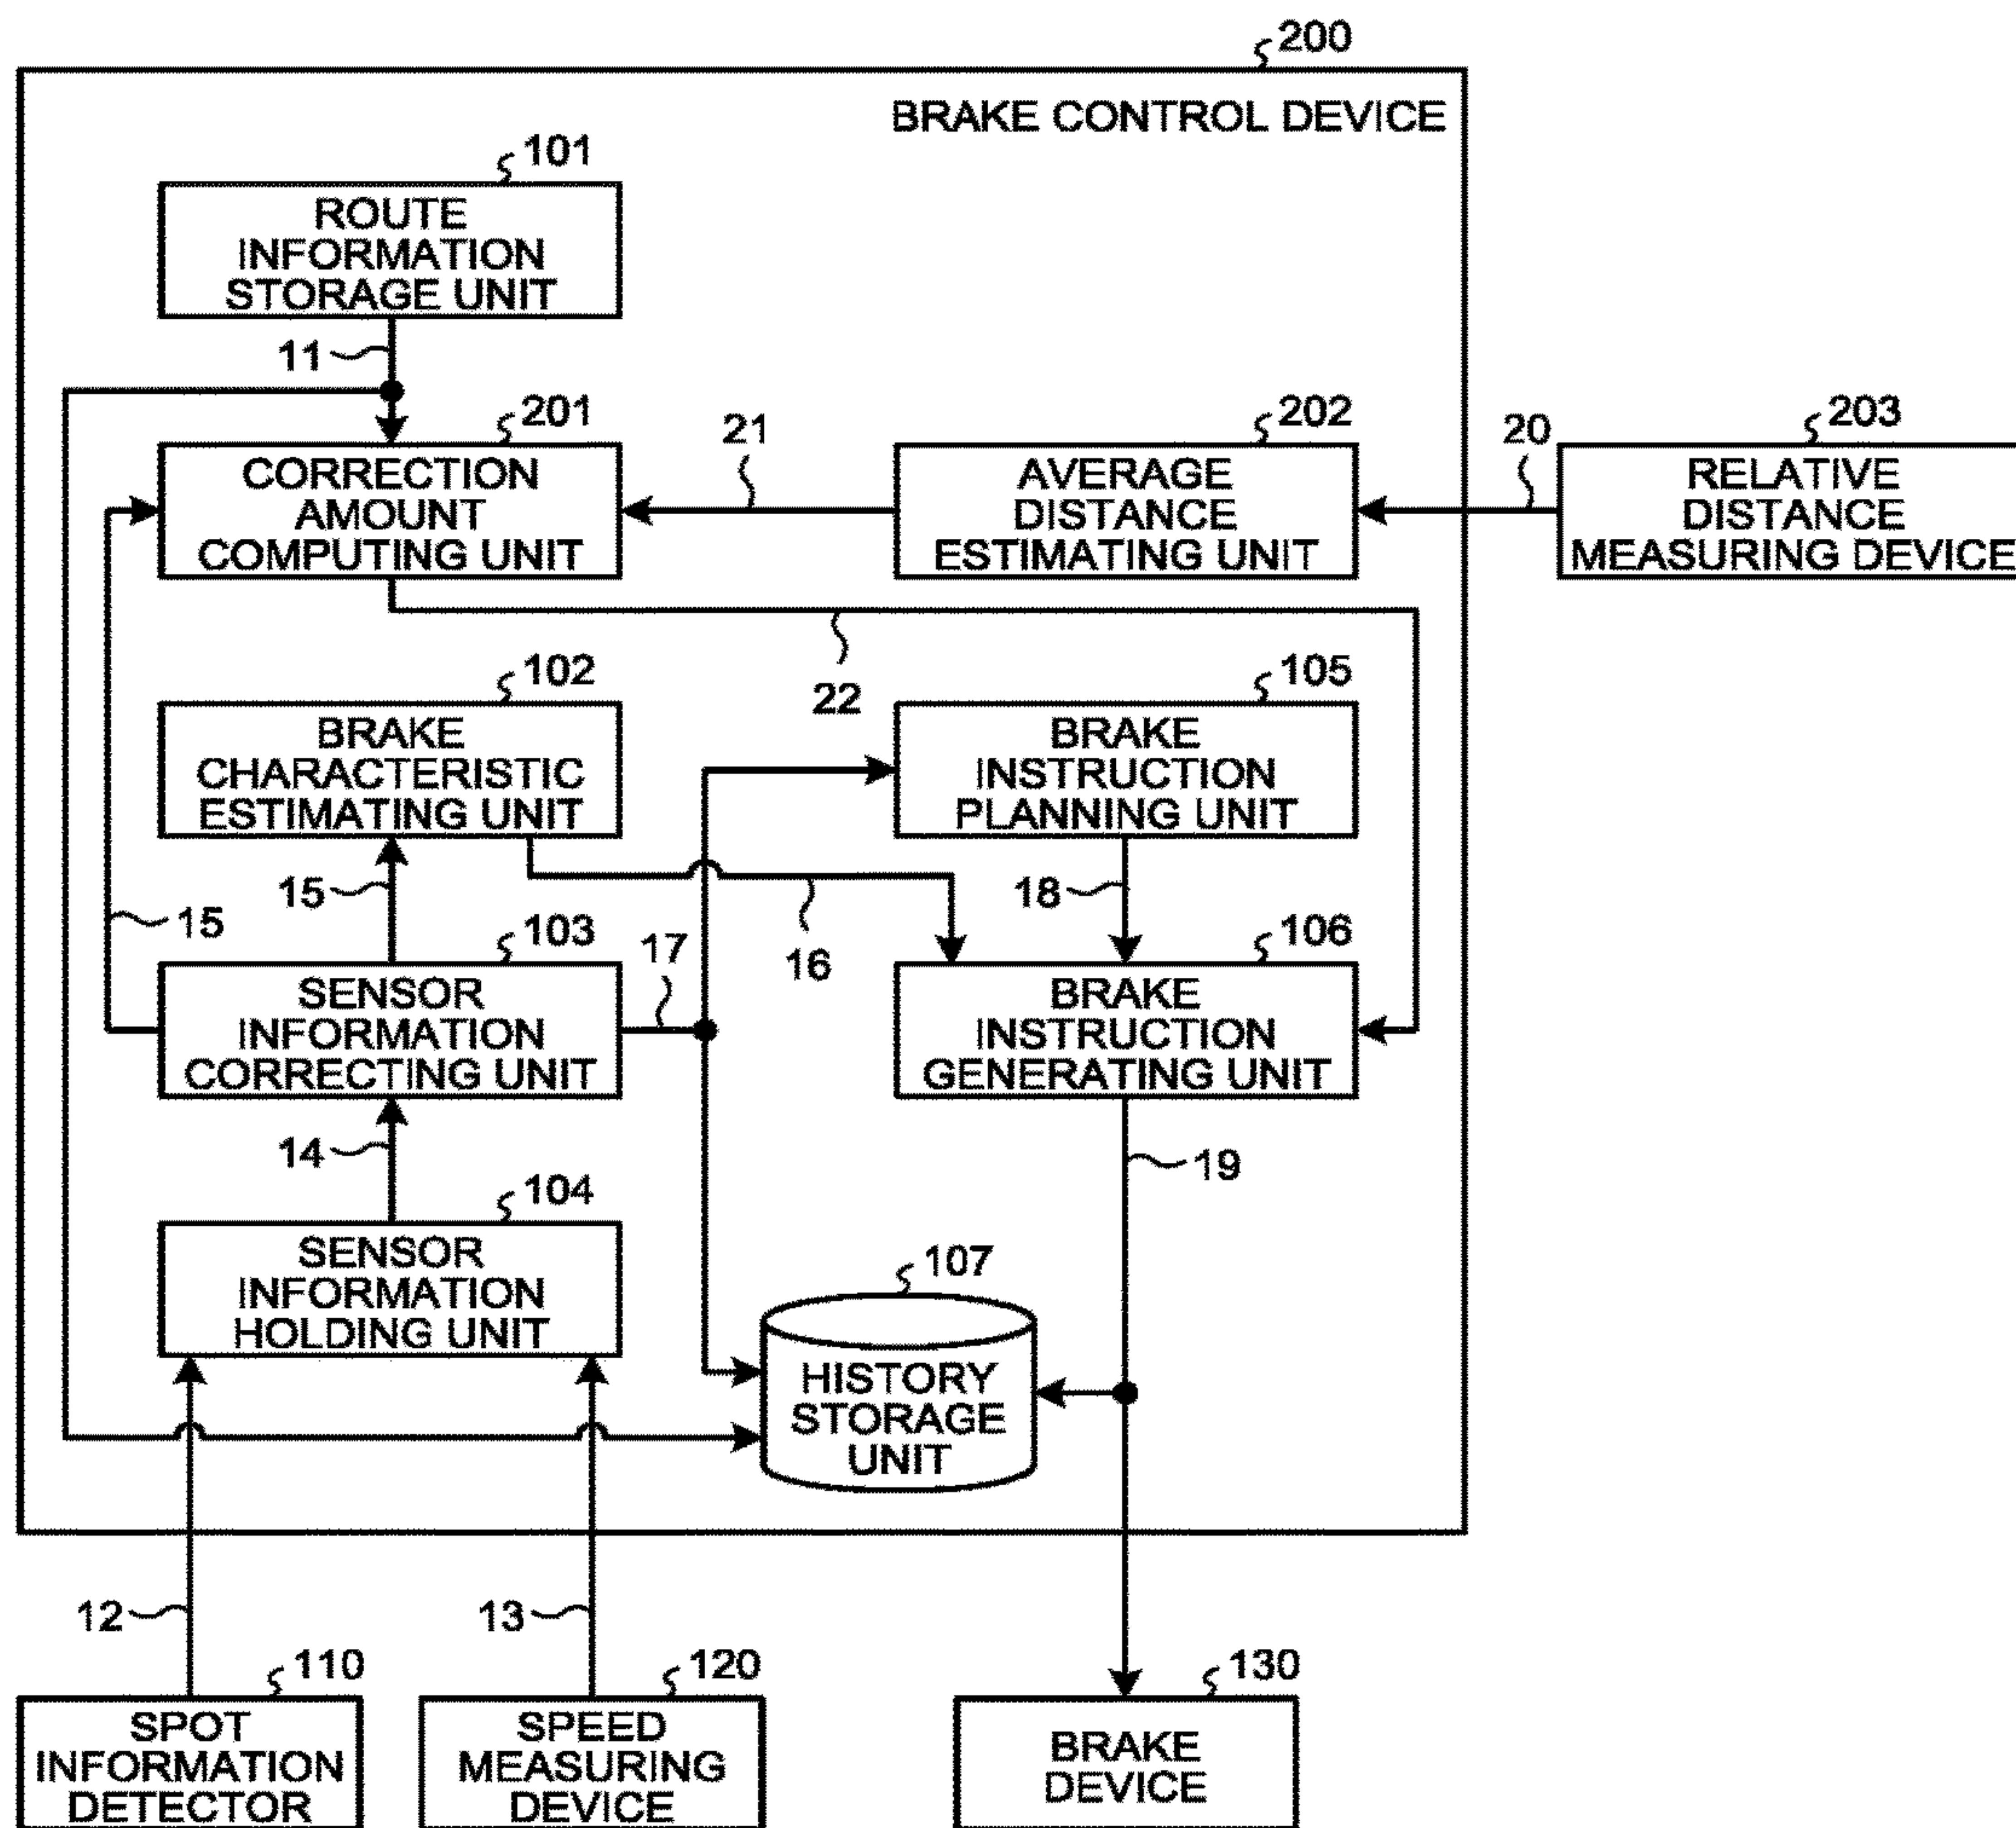 200
BRAKE CONTROL DEVICE
101
ROUTE
INFORMATION
STORAGE UNIT
11
201
CORRECTION
AMOUNT
COMPUTING UNIT
21
202
AVERAGE
DISTANCE
ESTIMATING UNIT
20
203
RELATIVE
DISTANCE
MEASURING DEVICE
22
102
BRAKE
CHARACTERISTIC
ESTIMATING UNIT
105
BRAKE
INSTRUCTION
PLANNING UNIT
15
15
16
18
103
SENSOR
INFORMATION
CORRECTING UNIT
17
106
BRAKE
INSTRUCTION
GENERATING UNIT
14
19
104
SENSOR
INFORMATION
HOLDING UNIT
107
HISTORY
STORAGE
UNIT
12
13
110
SPOT
INFORMATION
DETECTOR
120
SPEED
MEASURING
DEVICE
130
BRAKE
DEVICE